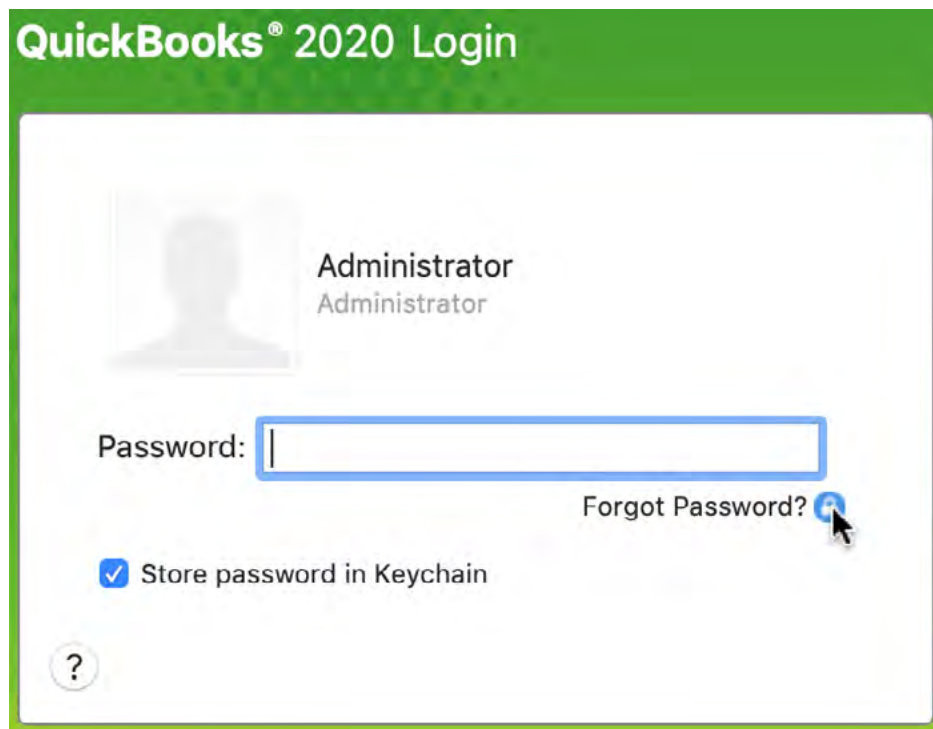 QuickBooks® 2020 Login
Administrator
Administrator
Password:
Forgot Password?
Store password in Keychain
?